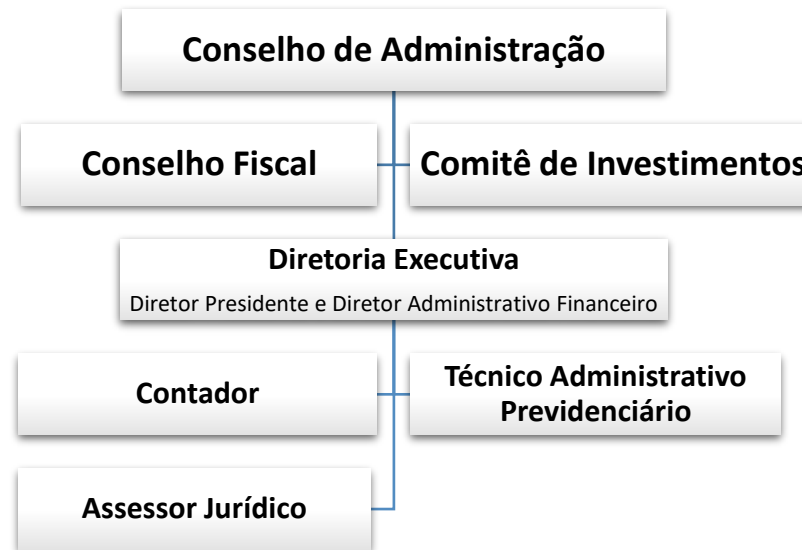 Conselho de Administração
Conselho Fiscal
Comitê de Investimentos
Diretoria Executiva
Diretor Presidente e Diretor Administrativo Financeiro
Contador
Técnico Administrativo
Previdenciário
Assessor Jurídico